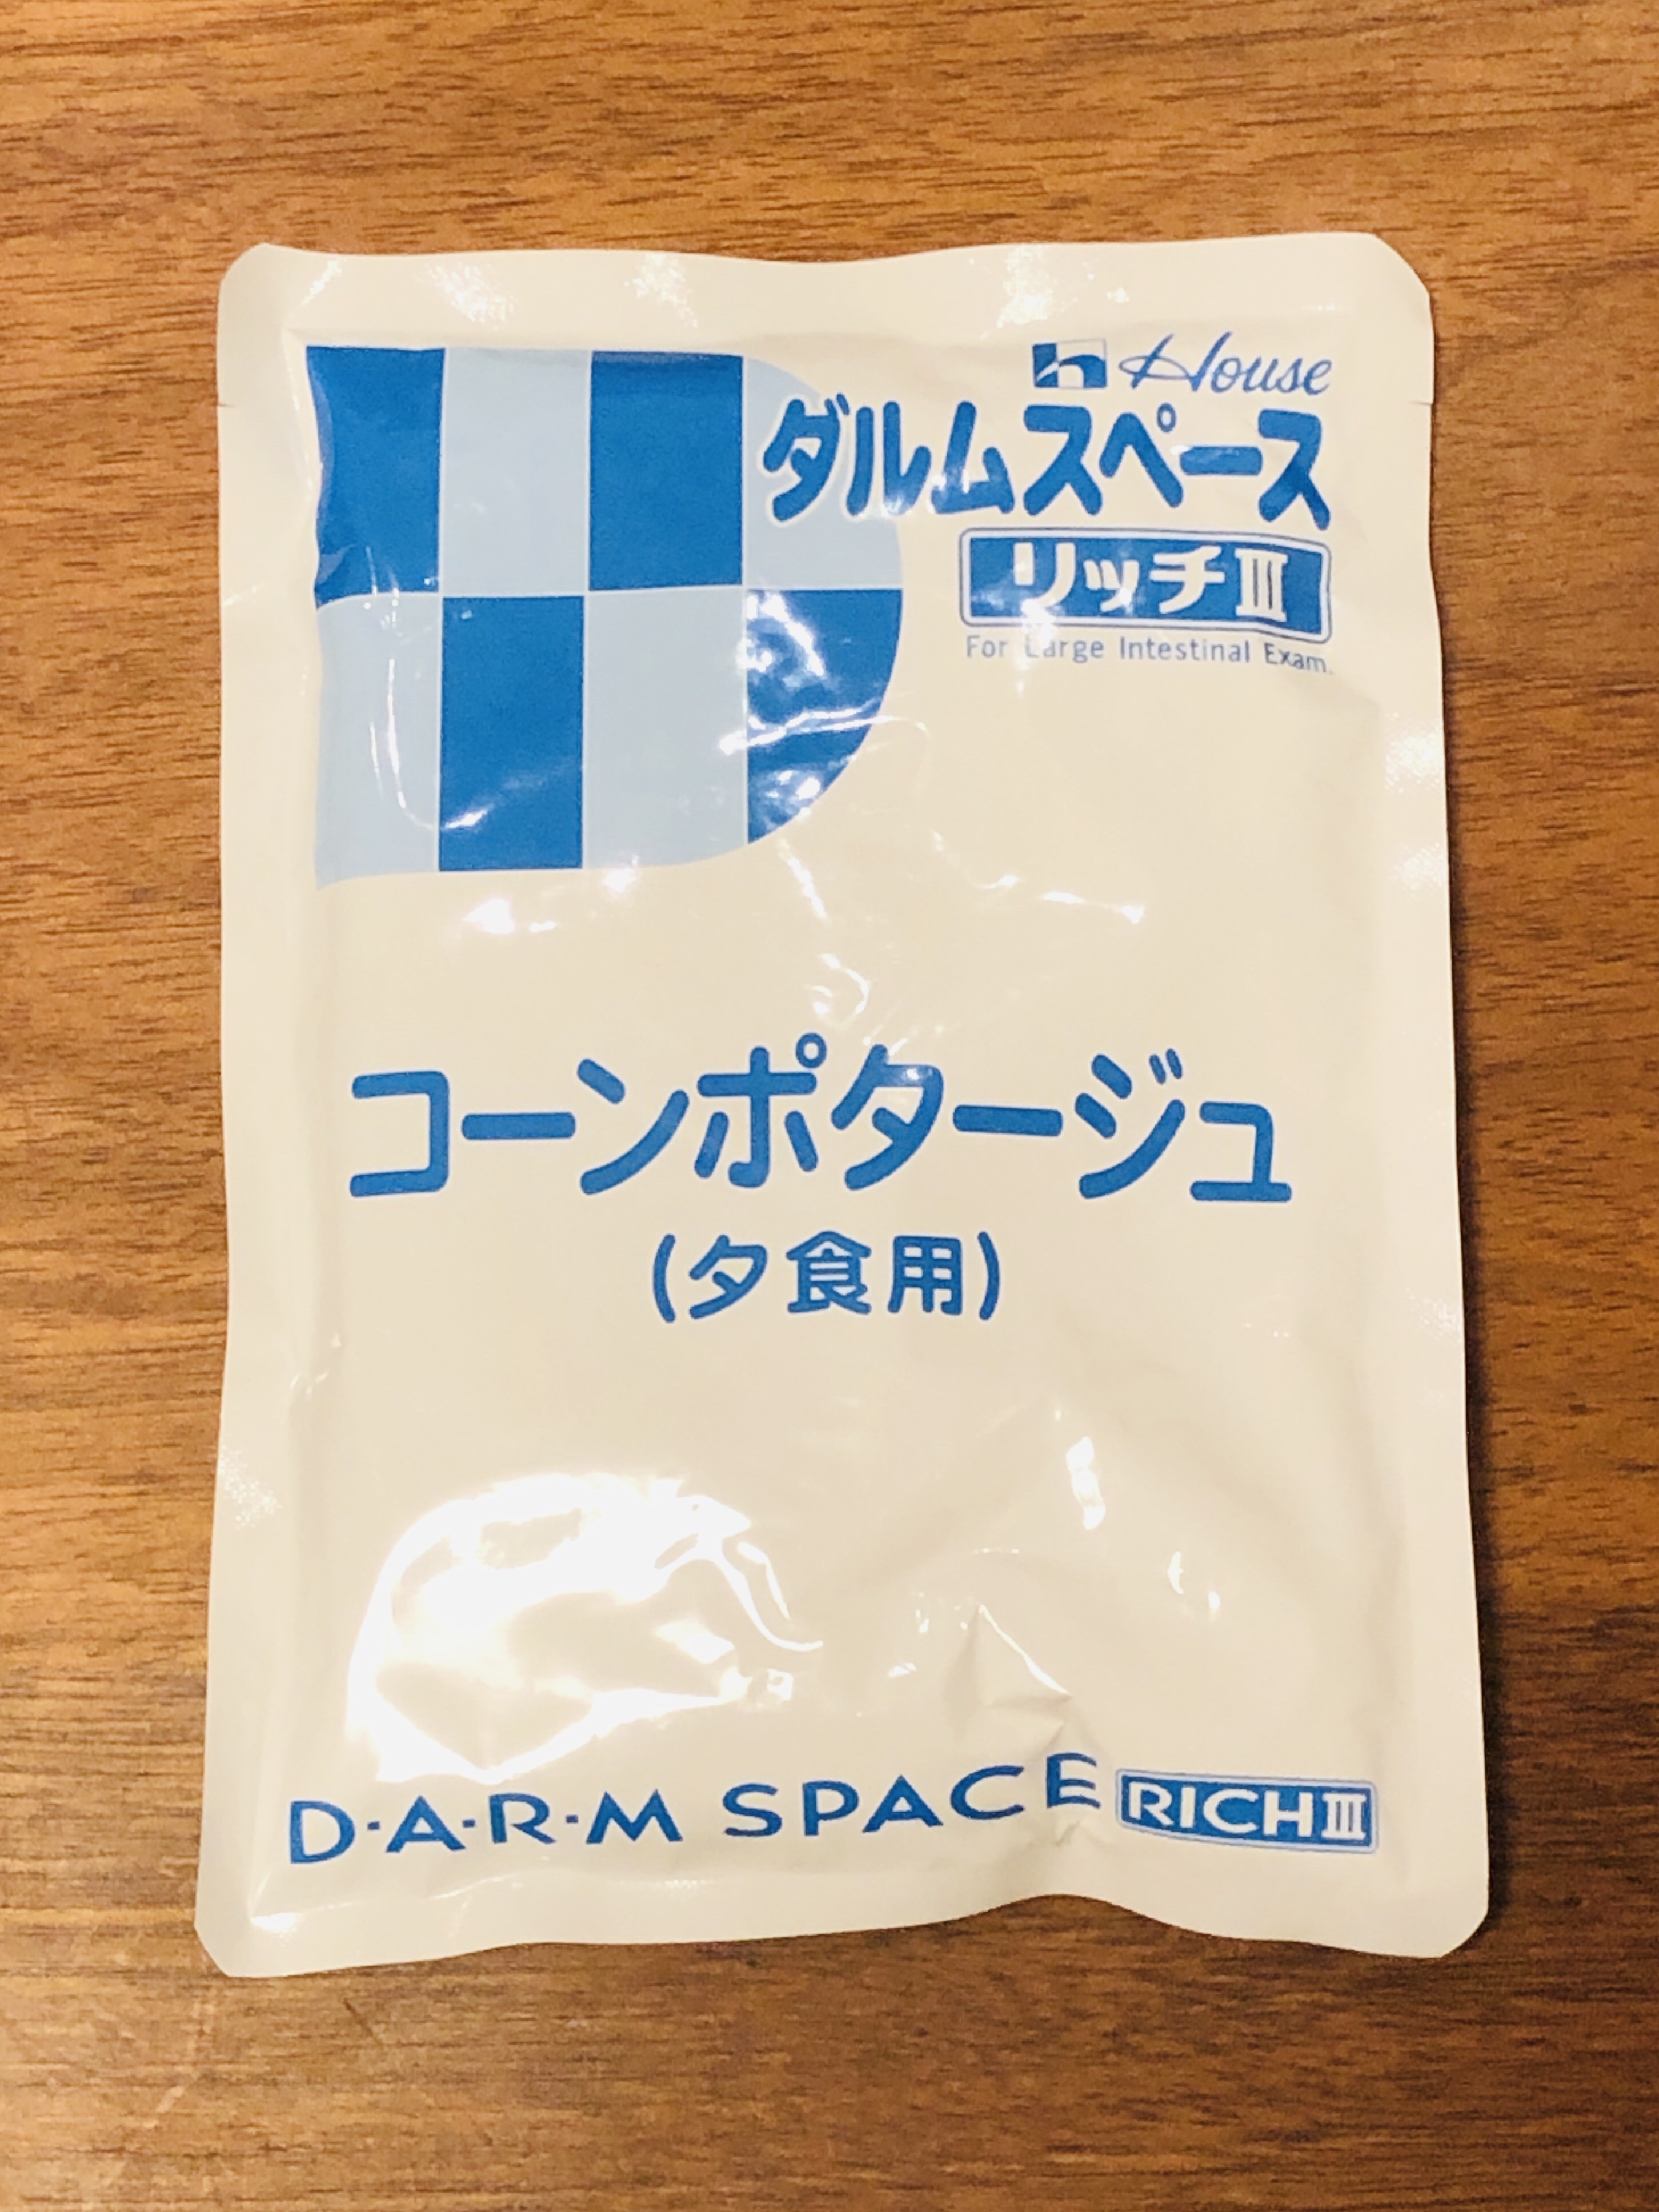 House
ダルムスペース
リッチⅢ
For Large Intestinal Exam.
コーンポタージュ
(夕食用)
D·A·R·M SPACE RICHⅢ